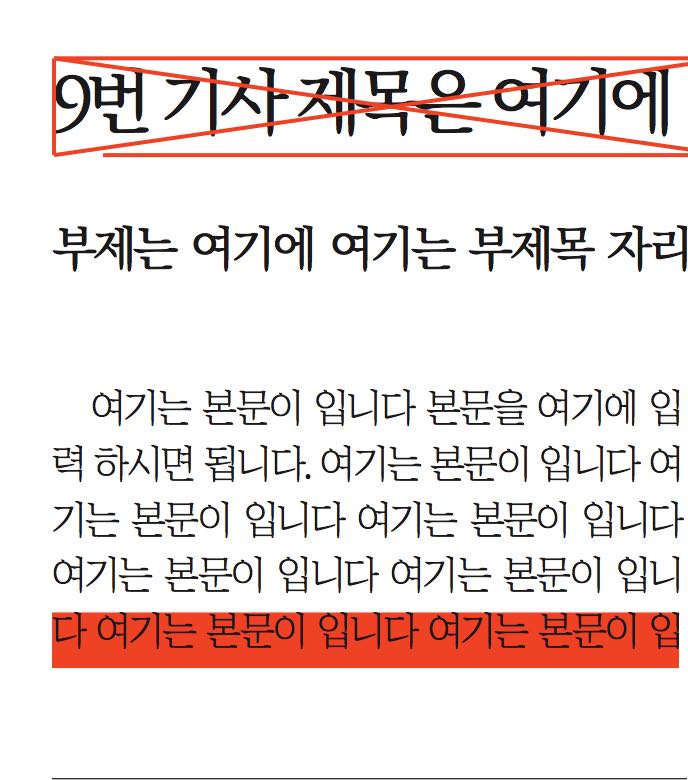 9번 기사 제목은 여기에
부제는 여기에 여기는 부제목 자리
여기는 본문이 입니다 본문을 여기에 입
력 하시면 됩니다. 여기는 본문이 입니다 여
기는 본문이 입니다 여기는 본문이 입니다
여기는 본문이 입니다 여기는 본문이 입니
다 여기는 본문이 입니다 여기는 본문이 입